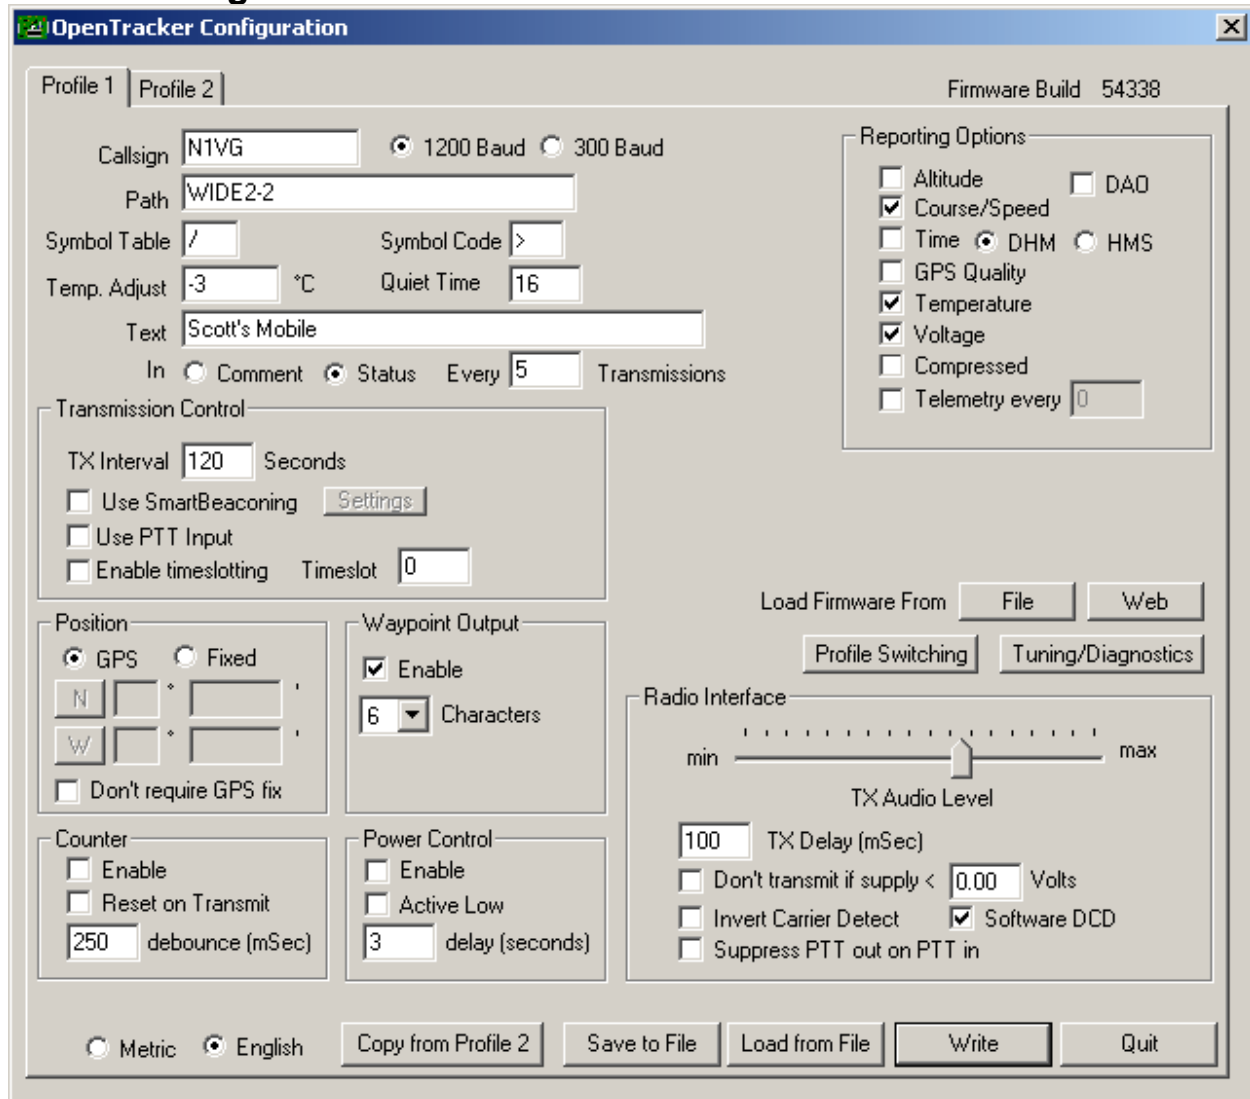 OpenTracker Configuration
Profile 1 Profile 2 Firmware Build 54338
Callsign N1VG 1200 Baud 300 Baud
Path WIDE2-2
Symbol Table / Symbol Code >
Temp. Adjust -3 °C Quiet Time 16
Text Scott's Mobile
In Comment Status Every 5 Transmissions
Reporting Options
Altitude DAO
Course/Speed
Time DHM HMS
GPS Quality
Temperature
Voltage
Compressed
Telemetry every 0
Transmission Control
TX Interval 120 Seconds
Use SmartBeaconing Settings
Use PTT Input
Enable timeslotting Timeslot 0
Load Firmware From File Web
Profile Switching Tuning/Diagnostics
Position
GPS Fixed
N ° '
W ° '
Don't require GPS fix
Waypoint Output
Enable
6 Characters
Radio Interface
min max
TX Audio Level
100 TX Delay (mSec)
Don't transmit if supply < 0.00 Volts
Invert Carrier Detect Software DCD
Suppress PTT out on PTT in
Counter
Enable
Reset on Transmit
250 debounce (mSec)
Power Control
Enable
Active Low
3 delay (seconds)
Metric English Copy from Profile 2 Save to File Load from File Write Quit